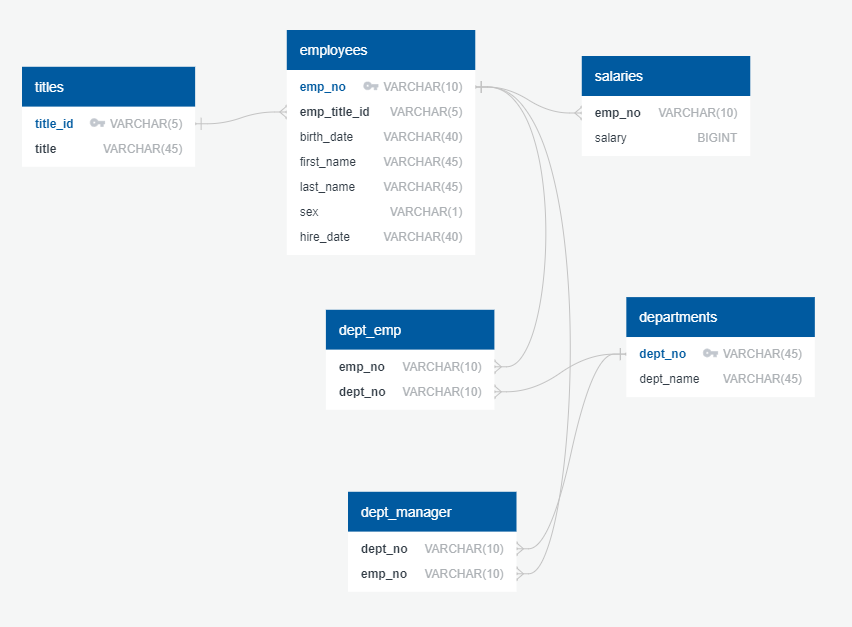 titles
title_id VARCHAR(5)
title VARCHAR(45)
employees
emp_no VARCHAR(10)
emp_title_id VARCHAR(5)
birth_date VARCHAR(40)
first_name VARCHAR(45)
last_name VARCHAR(45)
sex VARCHAR(1)
hire_date VARCHAR(40)
salaries
emp_no VARCHAR(10)
salary BIGINT
dept_emp
emp_no VARCHAR(10)
dept_no VARCHAR(10)
departments
dept_no VARCHAR(45)
dept_name VARCHAR(45)
dept_manager
dept_no VARCHAR(10)
emp_no VARCHAR(10)